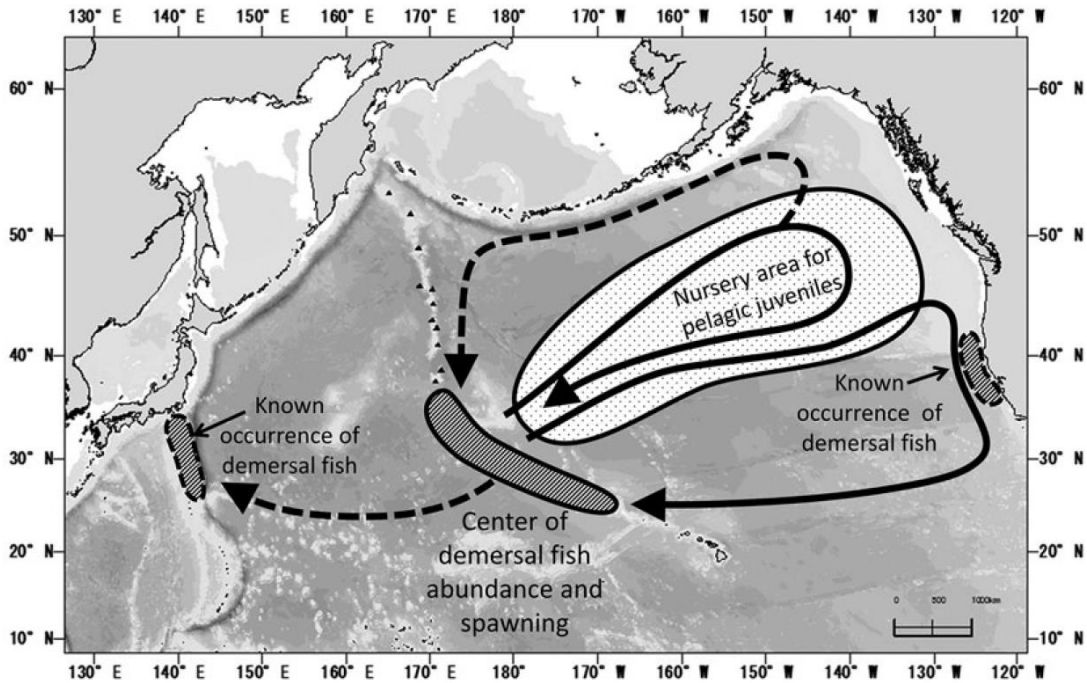 130° E 140° E 150° E 160° E 170° E 180° W 170° W 160° W 150° W 140° W 130° W 120° W
60° N 60° N
50° N 50° N
Nursery area for
pelagic juveniles
40° N 40° N
Known
occurrence of
demersal fish
Known
occurrence of
demersal fish
30° N 30° N
Center of
demersal fish
abundance and
spawning
20° N 20° N
0 500 1000km
10° N 10° N
130° E 140° E 150° E 160° E 170° E 180° W 170° W 160° W 150° W 140° W 130° W 120° W